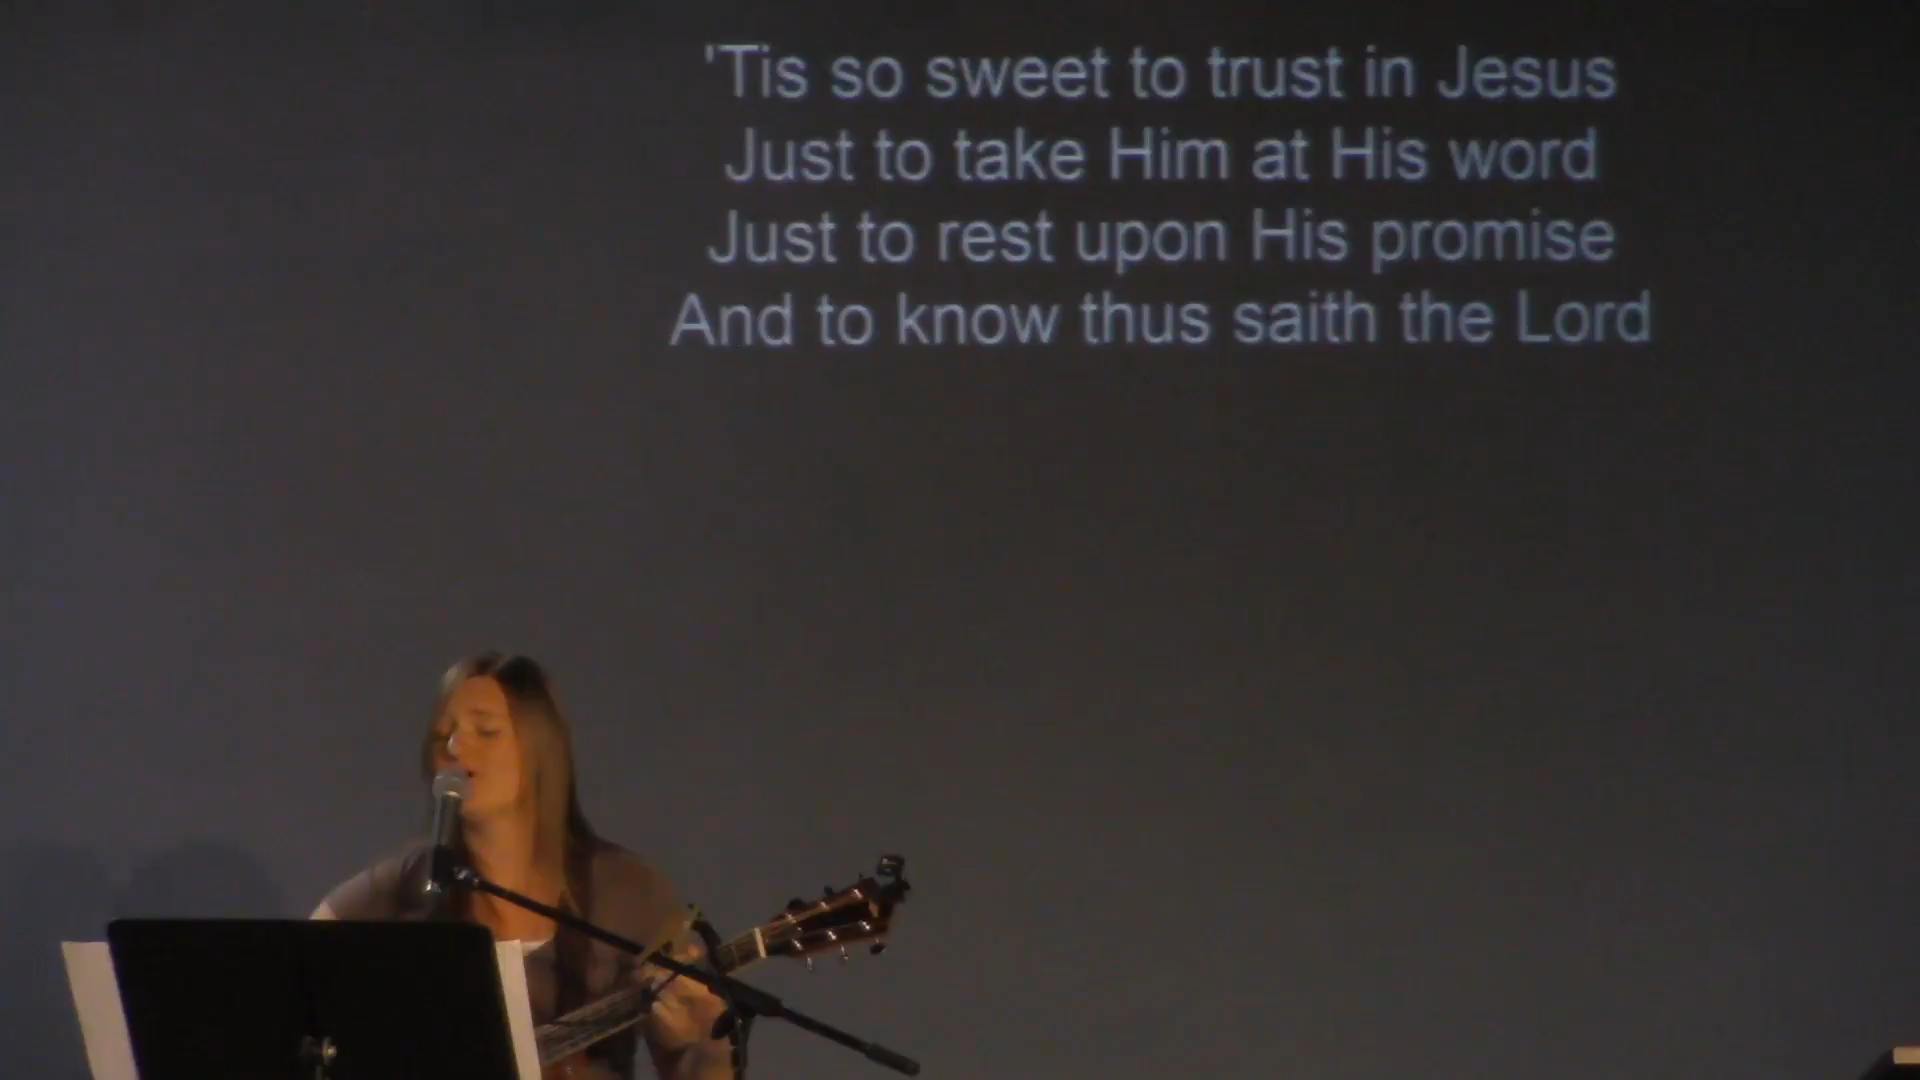 'Tis so sweet to trust in Jesus
Just to take Him at His word
Just to rest upon His promise
And to know thus saith the Lord